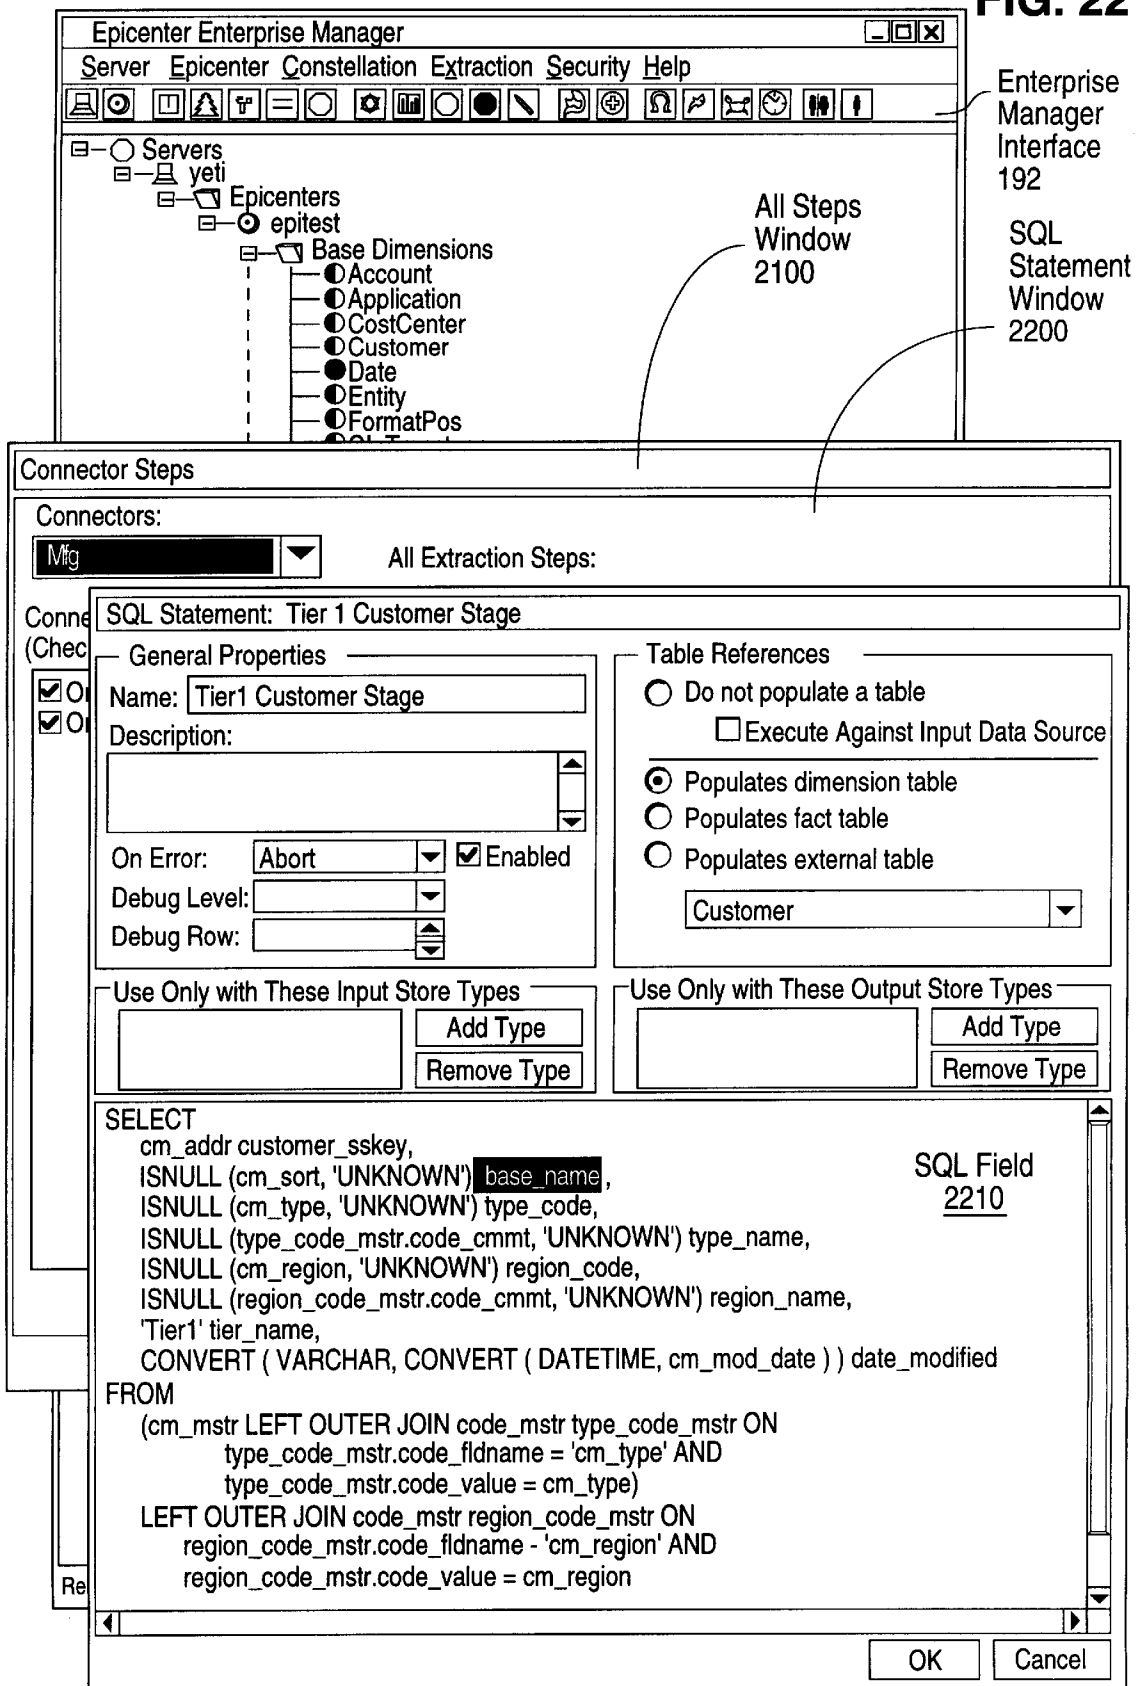 FIG. 22
Epicenter Enterprise Manager
Server Epicenter Constellation Extraction Security Help
Enterprise
Manager
Interface
192
Servers
yeti
Epicenters
epitest
Base Dimensions
Account
Application
CostCenter
Customer
Date
Entity
FormatPos
All Steps
Window
2100
SQL
Statement
Window
2200
Connector Steps
Connectors:
Mfg
All Extraction Steps:
Conne
(Chec
SQL Statement: Tier 1 Customer Stage
General Properties
Name: Tier1 Customer Stage
Description:
On Error: Abort Enabled
Debug Level:
Debug Row:
Table References
Do not populate a table
Execute Against Input Data Source
Populates dimension table
Populates fact table
Populates external table
Customer
Use Only with These Input Store Types
Add Type
Remove Type
Use Only with These Output Store Types
Add Type
Remove Type
SELECT
cm_addr customer_sskey,
ISNULL (cm_sort, 'UNKNOWN') base_name,
ISNULL (cm_type, 'UNKNOWN') type_code,
ISNULL (type_code_mstr.code_cmmt, 'UNKNOWN') type_name,
ISNULL (cm_region, 'UNKNOWN') region_code,
ISNULL (region_code_mstr.code_cmmt, 'UNKNOWN') region_name,
'Tier1' tier_name,
CONVERT ( VARCHAR, CONVERT ( DATETIME, cm_mod_date ) ) date_modified
FROM
(cm_mstr LEFT OUTER JOIN code_mstr type_code_mstr ON
type_code_mstr.code_fldname = 'cm_type' AND
type_code_mstr.code_value = cm_type)
LEFT OUTER JOIN code_mstr region_code_mstr ON
region_code_mstr.code_fldname - 'cm_region' AND
region_code_mstr.code_value = cm_region
SQL Field
2210
Re
OK
Cancel